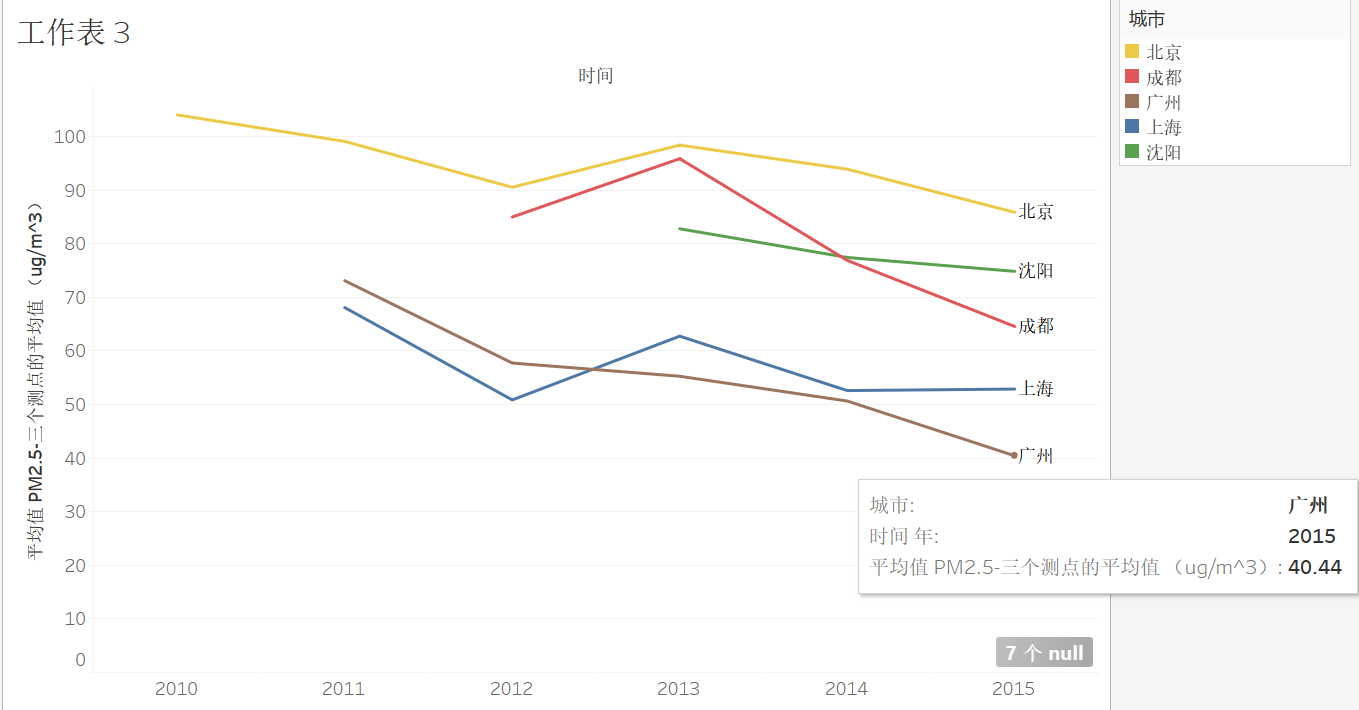 工作表 3
时间
100
90
80
70
60
50
40
30
20
10
0
平均值 PM2.5-三个测点的平均值（ug/m^3）
2010 2011 2012 2013 2014 2015
北京
沈阳
成都
上海
广州
城市: 广州
时间 年: 2015
平均值 PM2.5-三个测点的平均值（ug/m^3）: 40.44
7 个 null
城市
北京
成都
广州
上海
沈阳